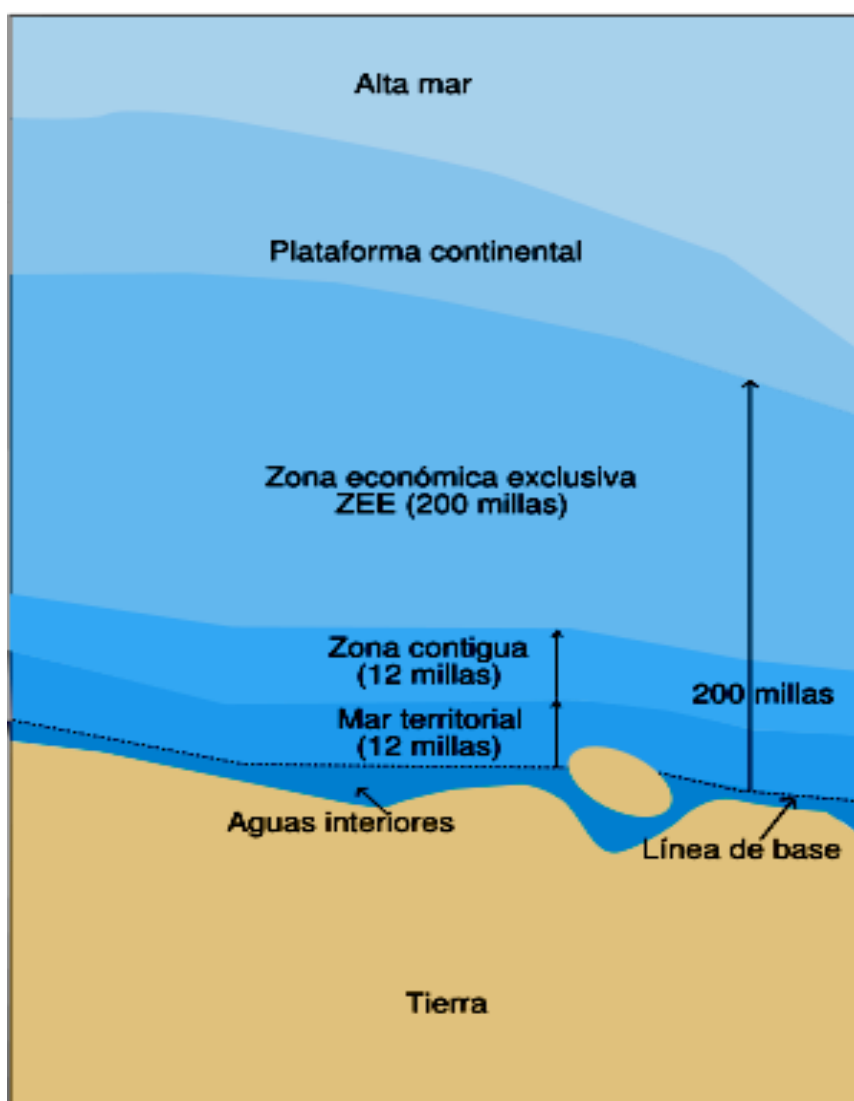 Alta mar
Plataforma continental
Zona económica exclusiva
ZEE (200 millas)
Zona contigua
(12 millas)
200 millas
Mar territorial
(12 millas)
Aguas interiores
Línea de base
Tierra